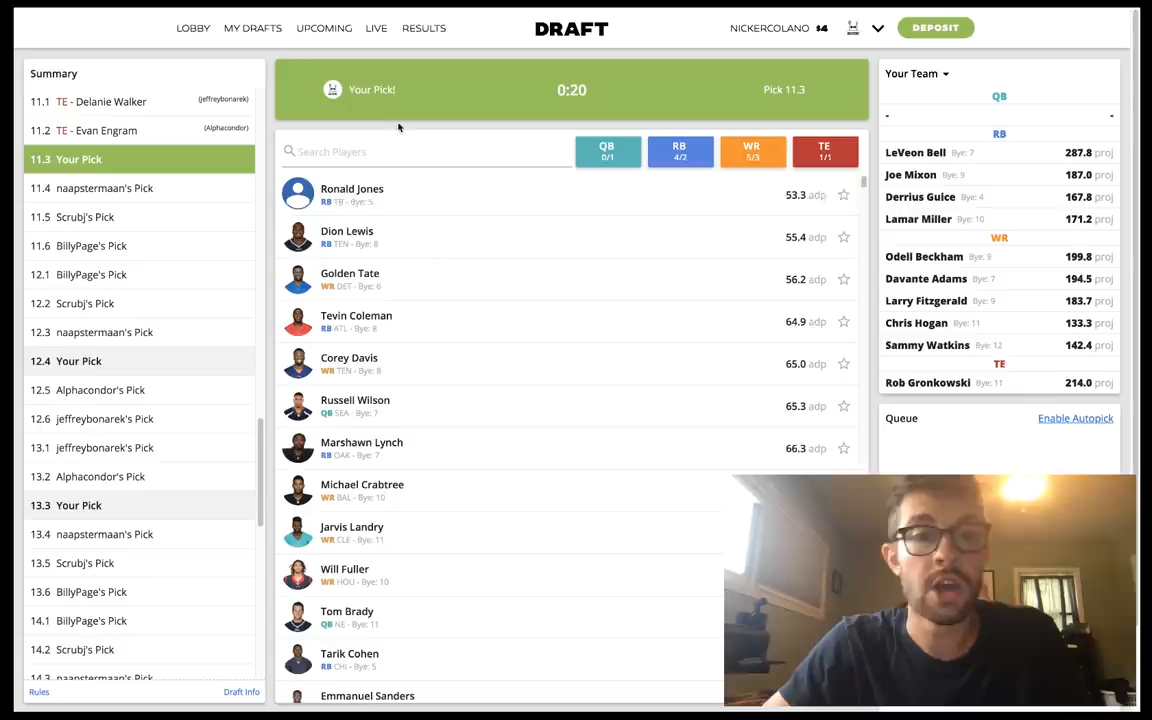 LOBBY MY DRAFTS UPCOMING LIVE RESULTS DRAFT NICKERCOLANO $4 DEPOSIT
Summary
11.1 TE - Delanie Walker (jeffreybonarek)
11.2 TE - Evan Engram (Alphacondor)
11.3 Your Pick
11.4 naapstermaan's Pick
11.5 Scrubj's Pick
11.6 BillyPage's Pick
12.1 BillyPage's Pick
12.2 Scrubj's Pick
12.3 naapstermaan's Pick
12.4 Your Pick
12.5 Alphacondor's Pick
12.6 jeffreybonarek's Pick
13.1 jeffreybonarek's Pick
13.2 Alphacondor's Pick
13.3 Your Pick
13.4 naapstermaan's Pick
13.5 Scrubj's Pick
13.6 BillyPage's Pick
14.1 BillyPage's Pick
14.2 Scrubj's Pick
14.3 naapstermaan's Pick
Rules Draft Info
Your Pick! 0:20 Pick 11.3
Search Players
QB 0/1
RB 4/2
WR 5/3
TE 1/1
Ronald Jones
RB TB - Bye: 5
53.3 adp
Dion Lewis
RB TEN - Bye: 8
55.4 adp
Golden Tate
WR DET - Bye: 6
56.2 adp
Tevin Coleman
RB ATL - Bye: 8
64.9 adp
Corey Davis
WR TEN - Bye: 8
65.0 adp
Russell Wilson
QB SEA - Bye: 7
65.3 adp
Marshawn Lynch
RB OAK - Bye: 7
66.3 adp
Michael Crabtree
WR BAL - Bye: 10
Jarvis Landry
WR CLE - Bye: 11
Will Fuller
WR HOU - Bye: 10
Tom Brady
QB NE - Bye: 11
Tarik Cohen
RB CHI - Bye: 5
Emmanuel Sanders
Your Team
QB
- -
RB
LeVeon Bell Bye: 7 287.8 proj
Joe Mixon Bye: 9 187.0 proj
Derrius Guice Bye: 4 167.8 proj
Lamar Miller Bye: 10 171.2 proj
WR
Odell Beckham Bye: 9 199.8 proj
Davante Adams Bye: 7 194.5 proj
Larry Fitzgerald Bye: 9 183.7 proj
Chris Hogan Bye: 11 133.3 proj
Sammy Watkins Bye: 12 142.4 proj
TE
Rob Gronkowski Bye: 11 214.0 proj
Queue Enable Autopick